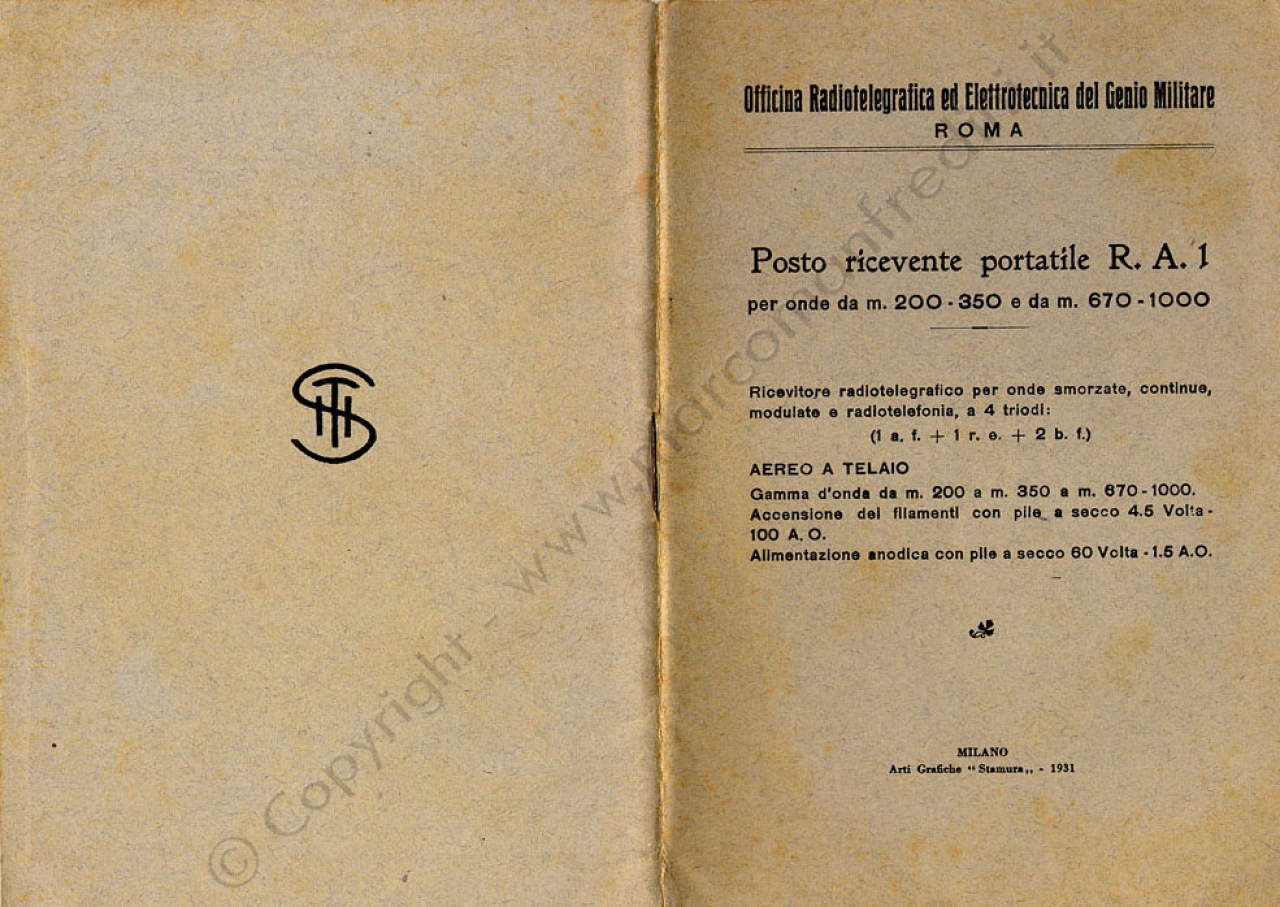 Officina Radiotelegrafica ed Elettrotecnica del Genio Militare
ROMA
Posto ricevente portatile R. A. 1
per onde da m. 200 - 350 e da m. 670 - 1000
Ricevitore radiotelegrafico per onde smorzate, continue,
modulate e radiotelefonia, a 4 triodi:
(1 a. f. + 1 r. e. + 2 b. f.)
AEREO A TELAIO
Gamma d'onda da m. 200 a m. 350 a m. 670 - 1000.
Accensione dei filamenti con pile a secco 4.5 Volta -
100 A. O.
Alimentazione anodica con pile a secco 60 Volta - 1.5 A.O.
MILANO
Arti Grafiche “Stamura„ - 1931
© Copyright - www.marcomanfredini.it